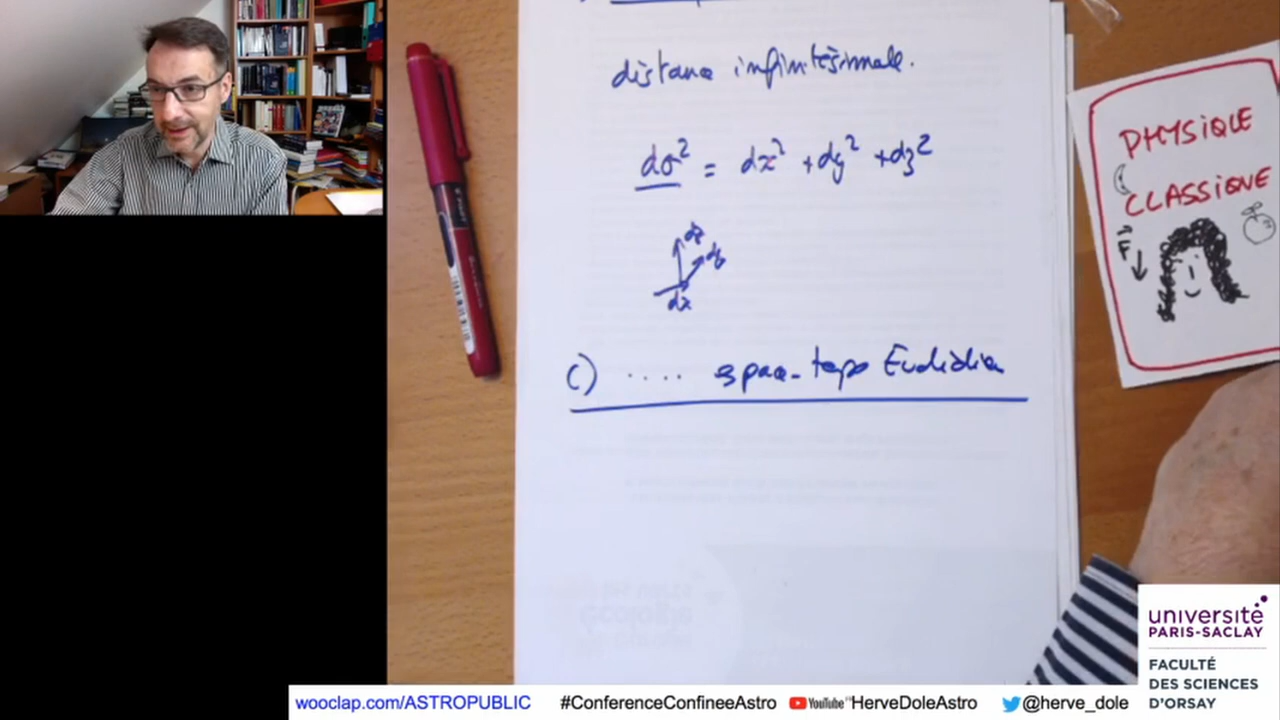 distance infinitésimale.
dσ² = dx² + dy² + dz²
dz
dy
dx
c) .... espace-temps Euclidien
PHYSIQUE
CLASSIQUE
F
université
PARIS-SACLAY
FACULTÉ
DES SCIENCES
D'ORSAY
wooclap.com/ASTROPUBLIC #ConferenceConfineeAstro YouTube HerveDoleAstro @herve_dole